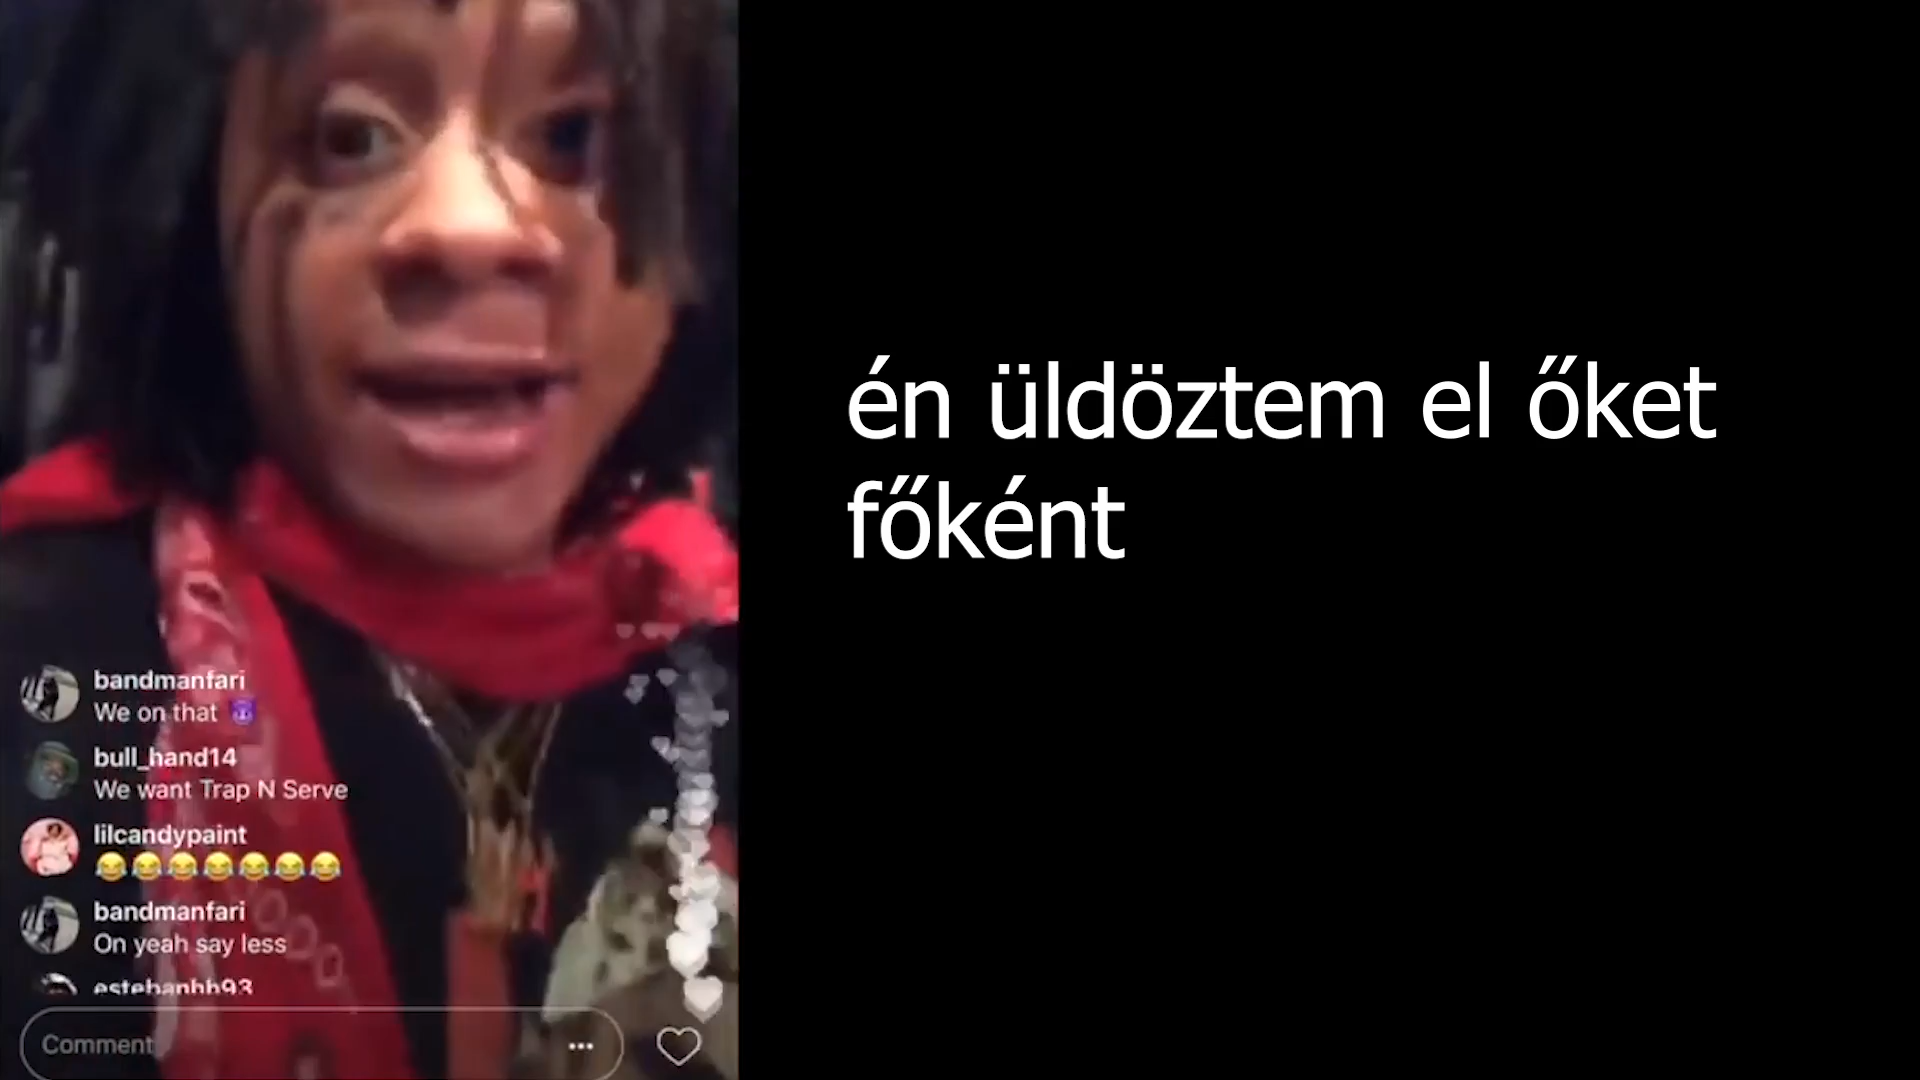 én üldöztem el őket
főként
bandmanfari
We on that 😈
bull_hand14
We want Trap N Serve
lilcandypaint
😂😂😂😂😂😂😂
bandmanfari
On yeah say less
estebanhh93
Comment